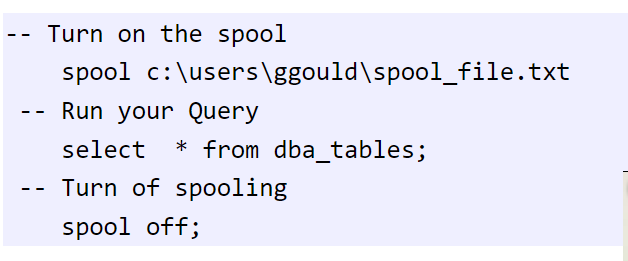 -- Turn on the spool
spool c:\users\ggould\spool_file.txt
-- Run your Query
select  * from dba_tables;
-- Turn of spooling
spool off;